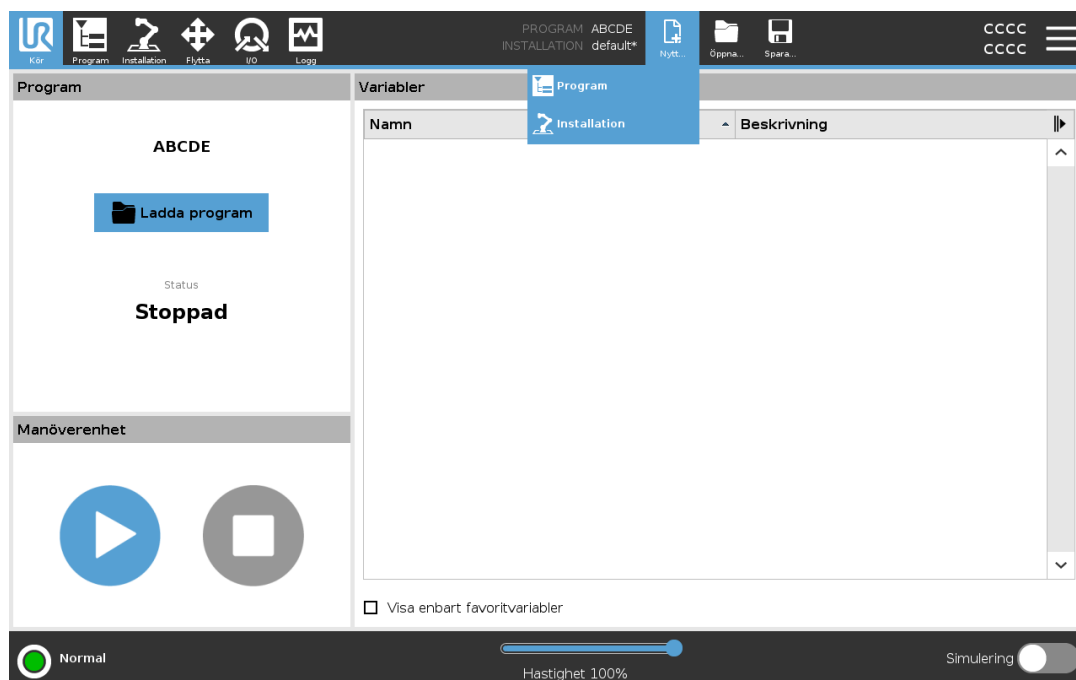 UR
Kör
Program
Installation
Flytta
I/O
Logg
PROGRAM ABCDE
INSTALLATION default*
Nytt...
Öppna...
Spara...
CCCC
CCCC
Program
Installation
Program
ABCDE
Ladda program
Status
Stoppad
Manöverenhet
Variabler
Namn
Beskrivning
Visa enbart favoritvariabler
Normal
Hastighet 100%
Simulering